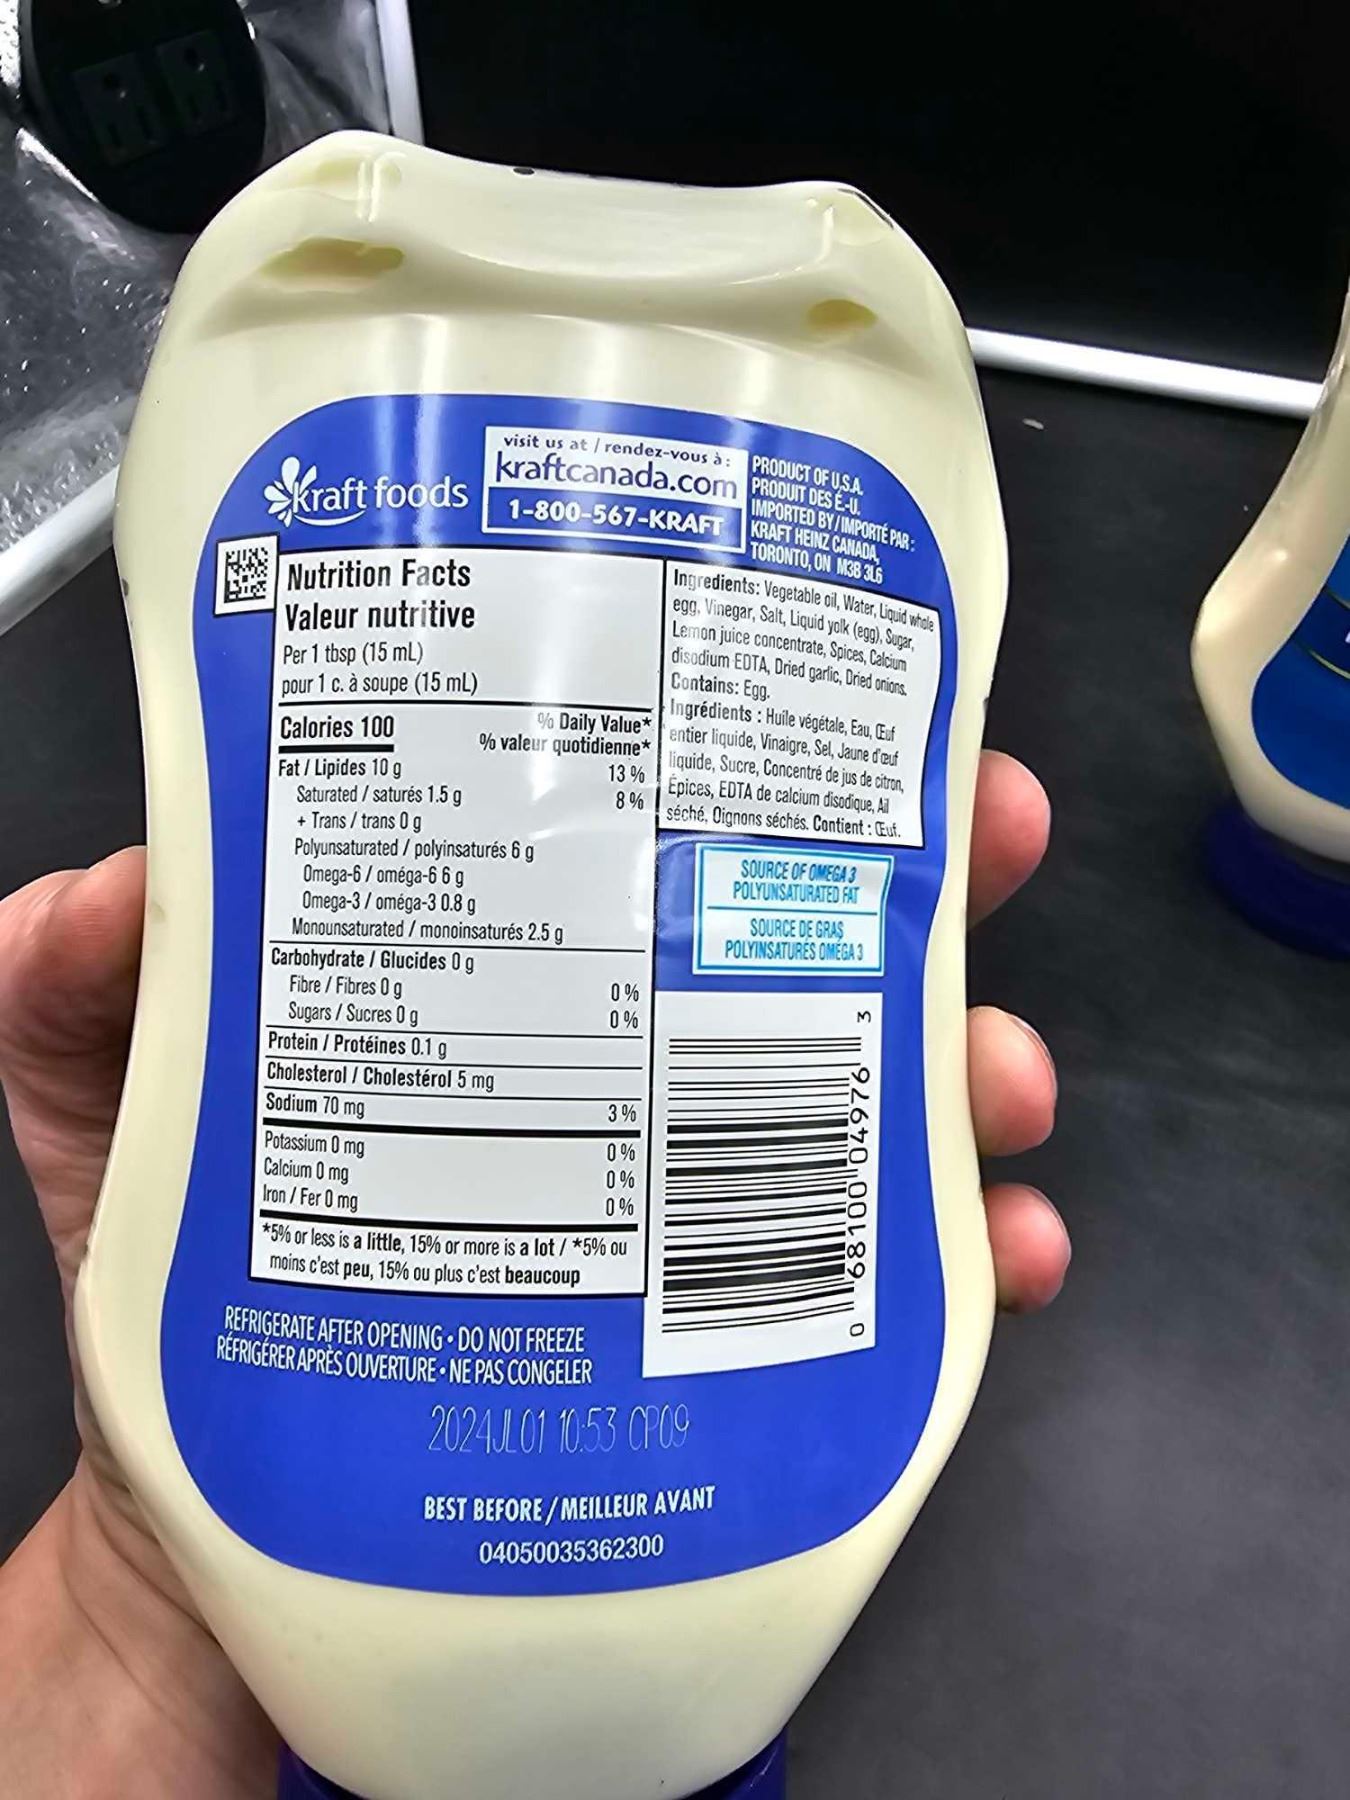 kraft foods
visit us at / rendez-vous à :
kraftcanada.com
1-800-567-KRAFT
PRODUCT OF U.S.A.
PRODUIT DES É.-U.
IMPORTED BY / IMPORTÉ PAR :
KRAFT HEINZ CANADA,
TORONTO, ON M3B 3L6
Nutrition Facts
Valeur nutritive
Per 1 tbsp (15 mL)
pour 1 c. à soupe (15 mL)
Calories 100
% Daily Value*
% valeur quotidienne*
Fat / Lipides 10 g 13 %
Saturated / saturés 1.5 g 8 %
+ Trans / trans 0 g
Polyunsaturated / polyinsaturés 6 g
Omega-6 / oméga-6 6 g
Omega-3 / oméga-3 0.8 g
Monounsaturated / monoinsaturés 2.5 g
Carbohydrate / Glucides 0 g
Fibre / Fibres 0 g 0 %
Sugars / Sucres 0 g 0 %
Protein / Protéines 0.1 g
Cholesterol / Cholestérol 5 mg
Sodium 70 mg 3 %
Potassium 0 mg 0 %
Calcium 0 mg 0 %
Iron / Fer 0 mg 0 %
*5% or less is a little, 15% or more is a lot / *5% ou
moins c'est peu, 15% ou plus c'est beaucoup
Ingredients: Vegetable oil, Water, Liquid whole
egg, Vinegar, Salt, Liquid yolk (egg), Sugar,
Lemon juice concentrate, Spices, Calcium
disodium EDTA, Dried garlic, Dried onions.
Contains: Egg.
Ingrédients : Huile végétale, Eau, Œuf
entier liquide, Vinaigre, Sel, Jaune d'œuf
liquide, Sucre, Concentré de jus de citron,
Épices, EDTA de calcium disodique, Ail
séché, Oignons séchés. Contient : Œuf.
SOURCE OF OMEGA 3
POLYUNSATURATED FAT
SOURCE DE GRAS
POLYINSATURÉS OMÉGA 3
0 68100 04976 3
REFRIGERATE AFTER OPENING • DO NOT FREEZE
RÉFRIGÉRER APRÈS OUVERTURE • NE PAS CONGELER
2024JL01 10:53 CP09
BEST BEFORE / MEILLEUR AVANT
04050035362300